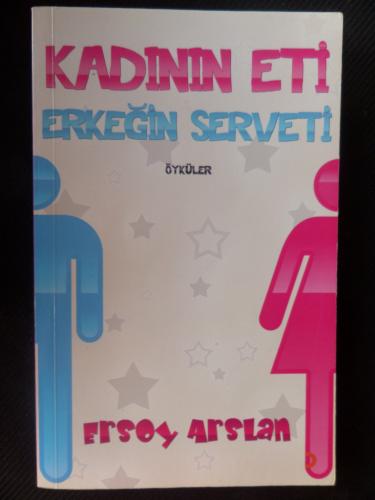 KADININ ETİ
ERKEĞİN SERVETİ
ÖYKÜLER
Ersoy Arslan